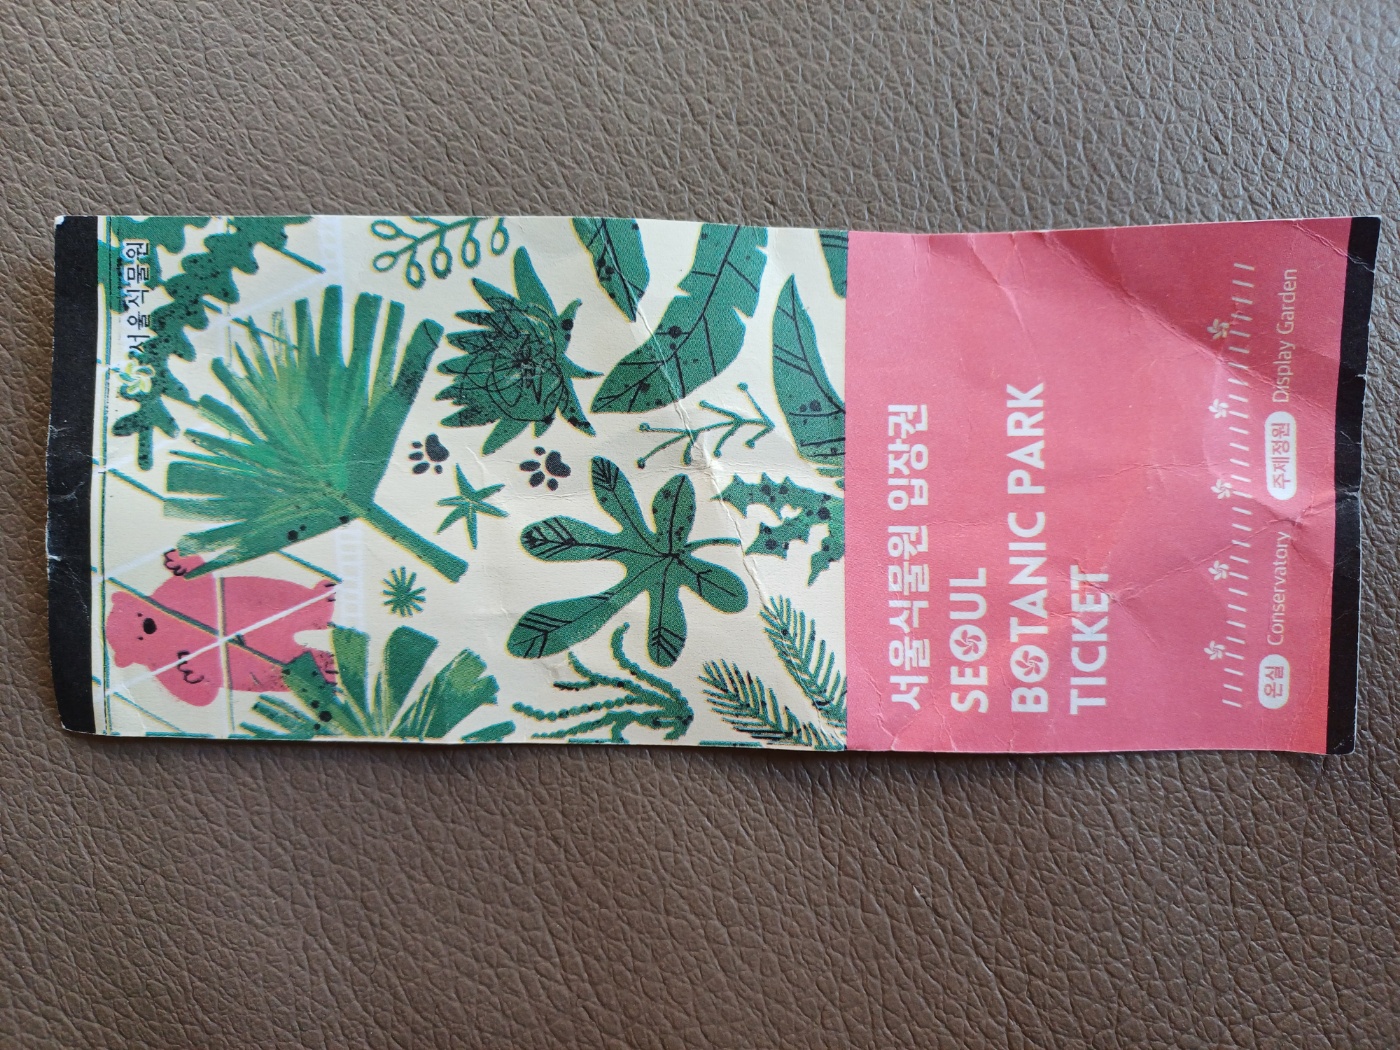 서울식물원
서울식물원 입장권
SEOUL
BOTANIC PARK
TICKET
온실 Conservatory 주제정원 Display Garden